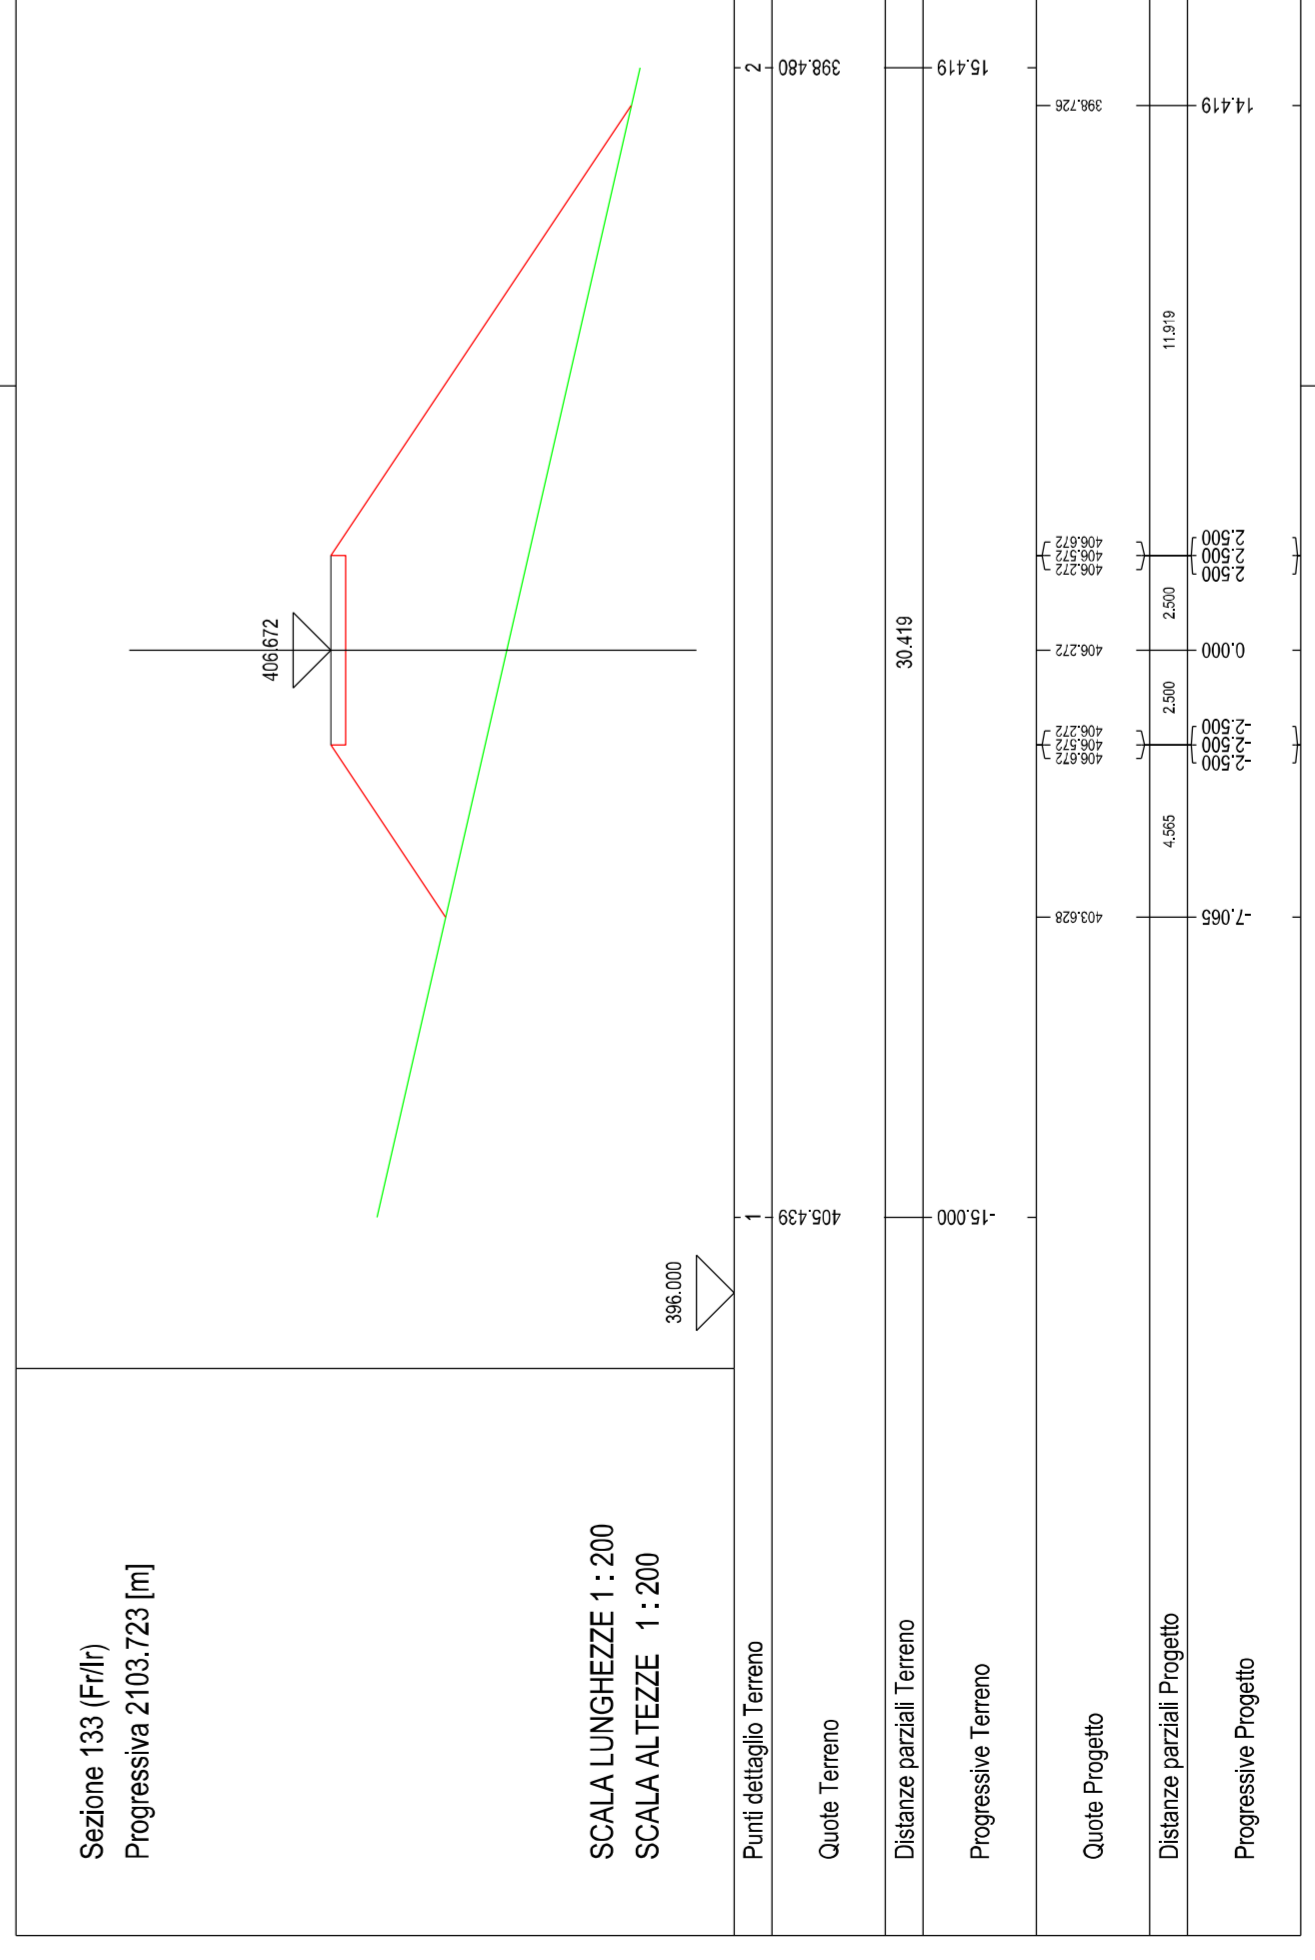 Sezione 133 (Fr/Ir)
Progressiva 2103.723 [m]
SCALA LUNGHEZZE 1 : 200
SCALA ALTEZZE 1 : 200
406.672
396.000
Punti dettaglio Terreno 1 2
Quote Terreno 405.439 398.480
Distanze parziali Terreno 30.419
Progressive Terreno -15.000 15.419
Quote Progetto 403.628 406.672 406.572 406.272 406.272 406.272 406.572 406.672 398.726
Distanze parziali Progetto 4.565 2.500 2.500 11.919
Progressive Progetto -7.065 -2.500 -2.500 -2.500 0.000 2.500 2.500 2.500 14.419